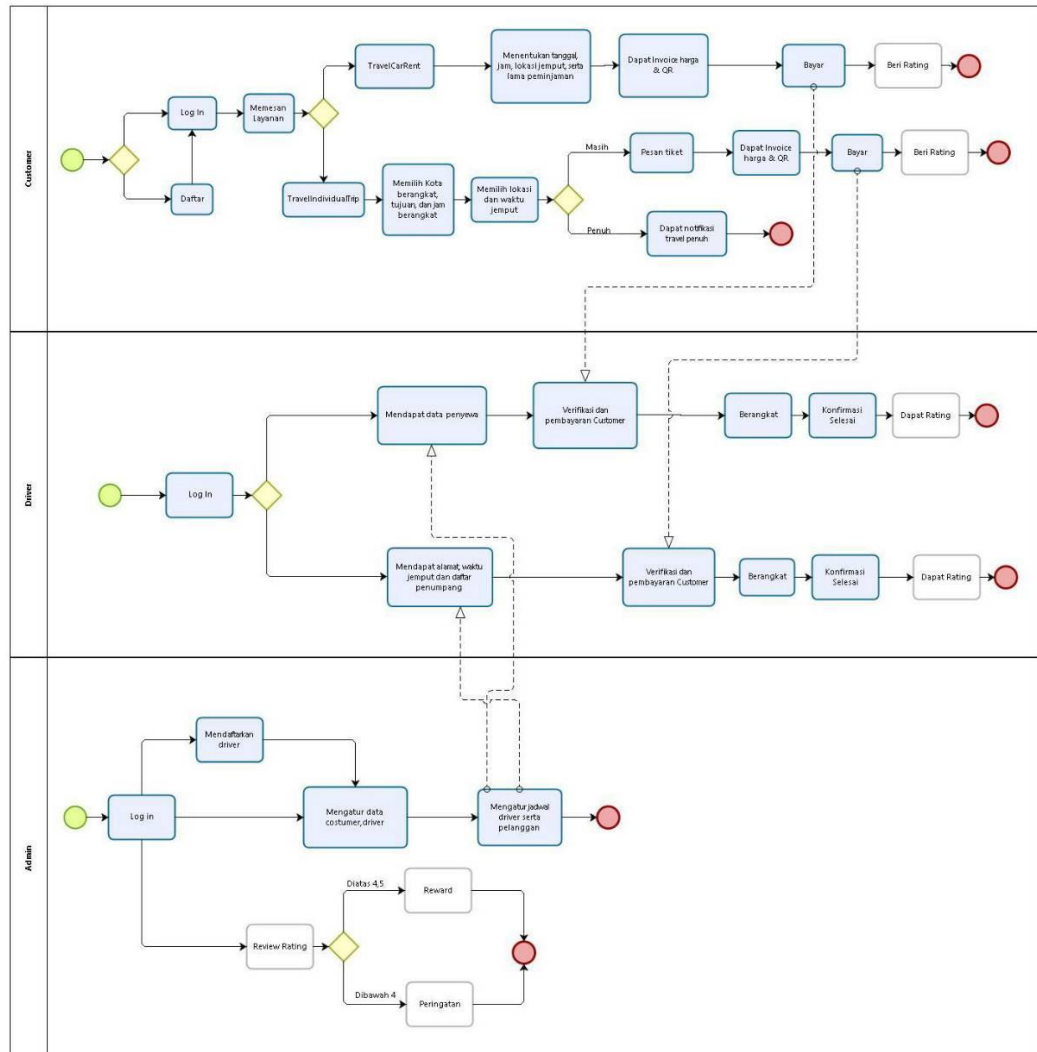 Customer
TravelCarRent
Menentukan tanggal,
jam, lokasi jemput, serta
lama peminjaman
Dapat Invoice harga
& QR
Bayar
Beri Rating
Log In
Memesan
Layanan
Daftar
TravelIndividualTrip
Memilih Kota
berangkat,
tujuan, dan jam
berangkat
Memilih lokasi
dan waktu
jemput
Masih
Pesan tiket
Dapat Invoice
harga & QR
Bayar
Beri Rating
Penuh
Dapat notifikasi
travel penuh
Driver
Log In
Mendapat data penyewa
Verifikasi dan
pembayaran Customer
Berangkat
Konfirmasi
Selesai
Dapat Rating
Mendapat alamat, waktu
jemput dan daftar
penumpang
Verifikasi dan
pembayaran Customer
Berangkat
Konfirmasi
Selesai
Dapat Rating
Admin
Log in
Mendaftarkan
driver
Mengatur data
costumer, driver
Mengatur jadwal
driver serta
pelanggan
Review Rating
Diatas 4,5
Reward
Dibawah 4
Peringatan